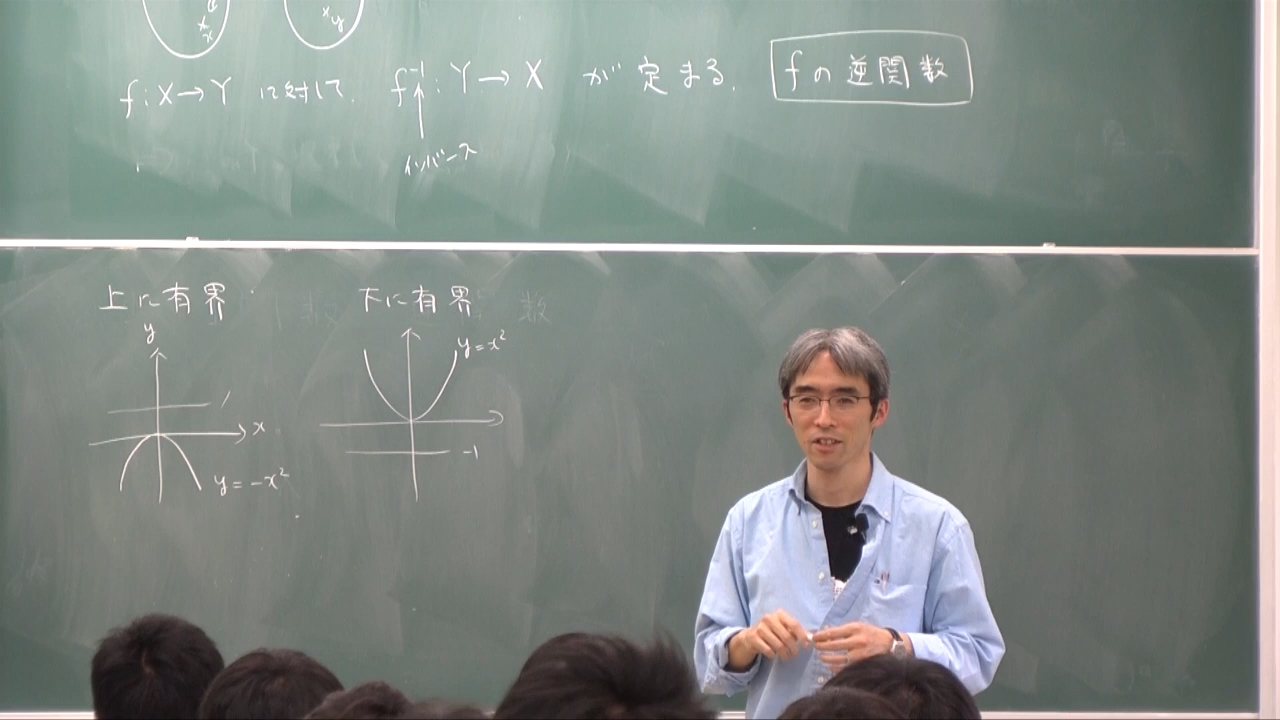 x x y
f: X → Y に対して. f⁻¹: Y → X が 定まる. fの逆関数
インバース
上に有界 下に有界
y y = x²
1
x
-1
y = -x²